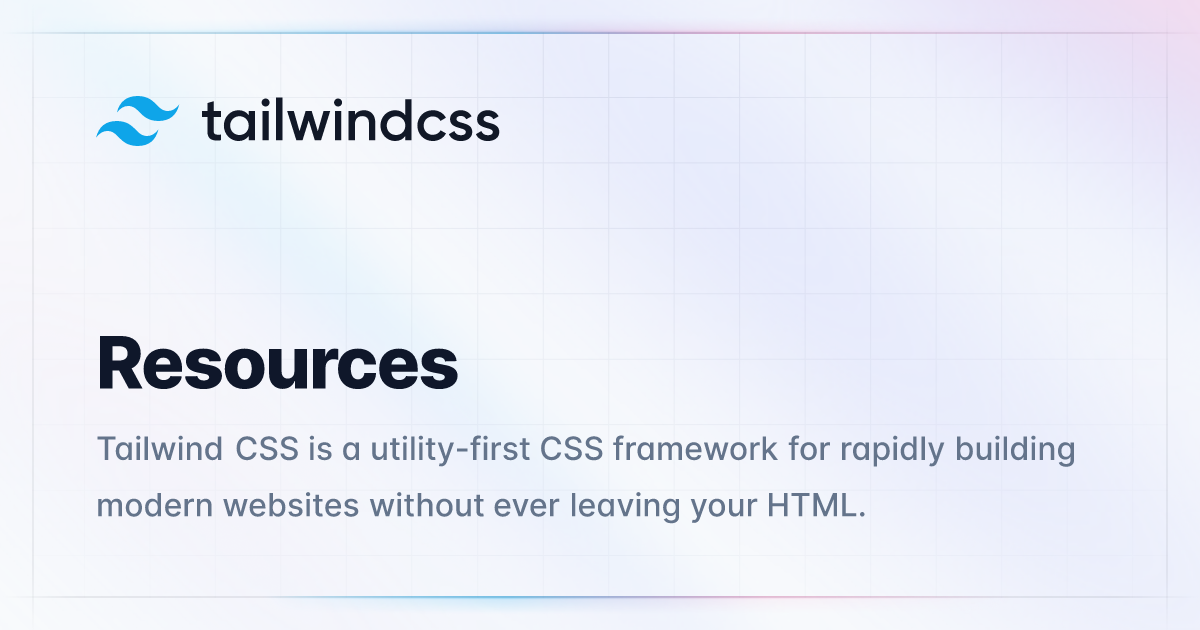 tailwindcss
Resources
Tailwind CSS is a utility-first CSS framework for rapidly building
modern websites without ever leaving your HTML.